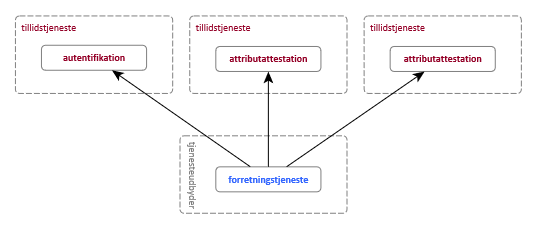 tillidstjeneste
tillidstjeneste
tillidstjeneste
autentifikation
attributattestation
attributattestation
tjenesteudbyder
forretningstjeneste